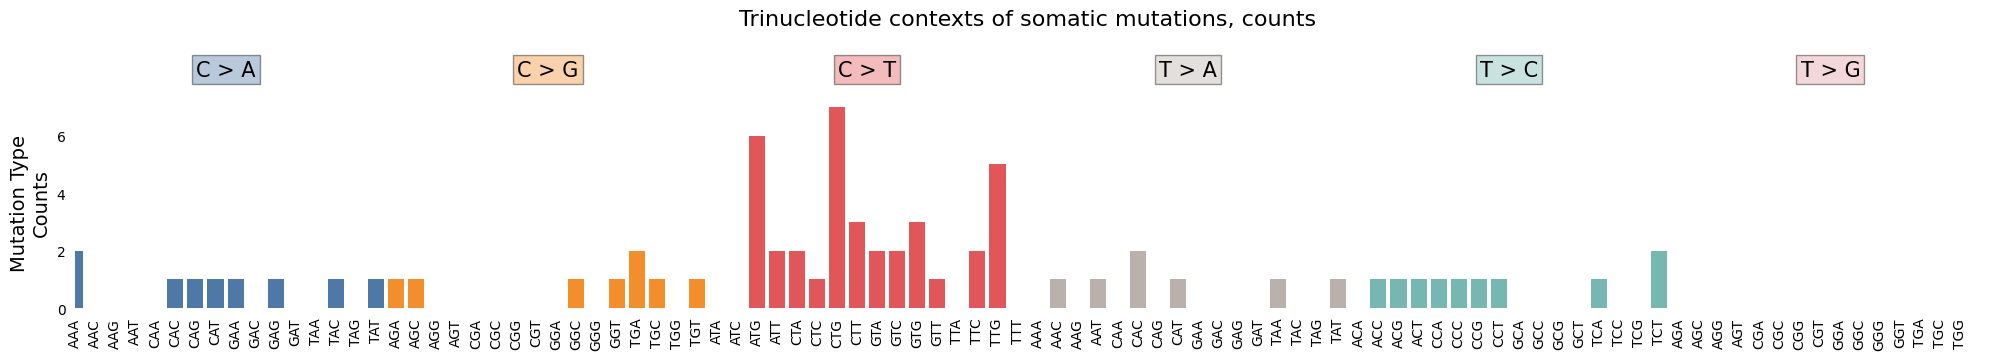 Trinucleotide contexts of somatic mutations, counts
C > A C > G C > T T > A T > C T > G
Mutation Type
Counts
6
4
2
0
AAA AAC AAG AAT CAA CAC CAG CAT GAA GAC GAG GAT TAA TAC TAG TAT AGA AGC AGG AGT CGA CGC CGG CGT GGA GGC GGG GGT TGA TGC TGG TGT ATA ATC ATG ATT CTA CTC CTG CTT GTA GTC GTG GTT TTA TTC TTG TTT AAA AAC AAG AAT CAA CAC CAG CAT GAA GAC GAG GAT TAA TAC TAG TAT ACA ACC ACG ACT CCA CCC CCG CCT GCA GCC GCG GCT TCA TCC TCG TCT AGA AGC AGG AGT CGA CGC CGG CGT GGA GGC GGG GGT TGA TGC TGG